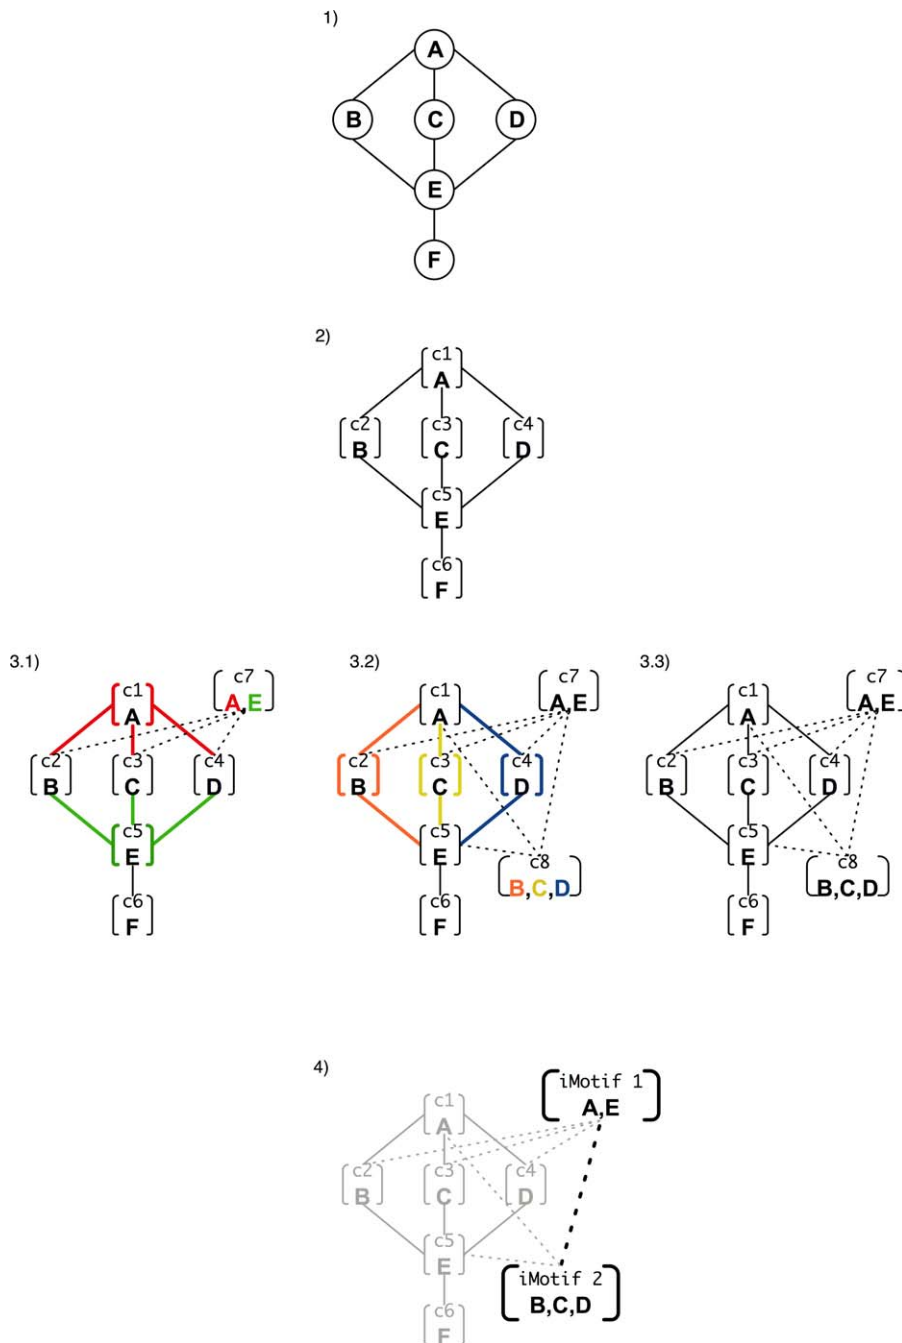 1)
A
B C D
E
F
2)
c1
A
c2 c3 c4
B C D
c5
E
c6
F
3.1)
c7
A,E
c1
A
c2 c3 c4
B C D
c5
E
c6
F
3.2)
c7
A,E
c1
A
c2 c3 c4
B C D
c5
E
c8
B,C,D
c6
F
3.3)
c7
A,E
c1
A
c2 c3 c4
B C D
c5
E
c8
B,C,D
c6
F
4)
iMotif 1
A,E
c1
A
c2 c3 c4
B C D
c5
E
iMotif 2
B,C,D
c6
F